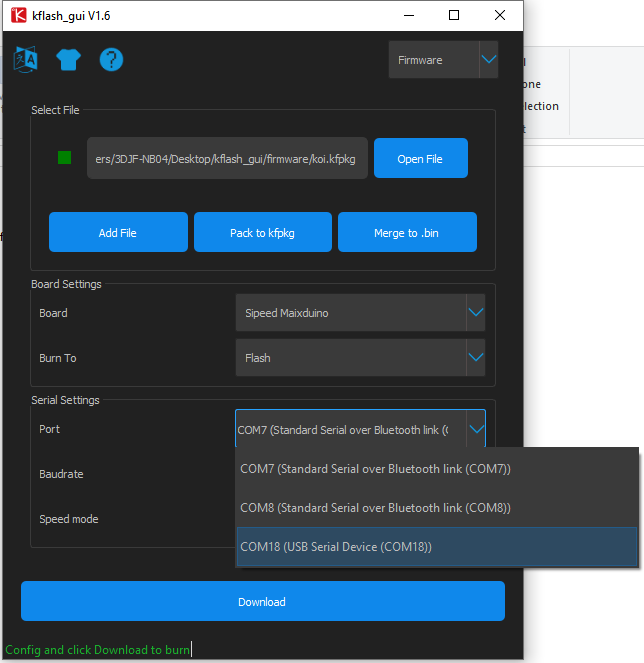 kflash_gui V1.6
Firmware
Select File
ers/3DJF-NB04/Desktop/kflash_gui/firmware/koi.kfpkg
Open File
Add File
Pack to kfpkg
Merge to .bin
Board Settings
Board
Sipeed Maixduino
Burn To
Flash
Serial Settings
Port
COM7 (Standard Serial over Bluetooth link (C
Baudrate
COM7 (Standard Serial over Bluetooth link (COM7))
COM8 (Standard Serial over Bluetooth link (COM8))
Speed mode
COM18 (USB Serial Device (COM18))
Download
Config and click Download to burn
one
lection